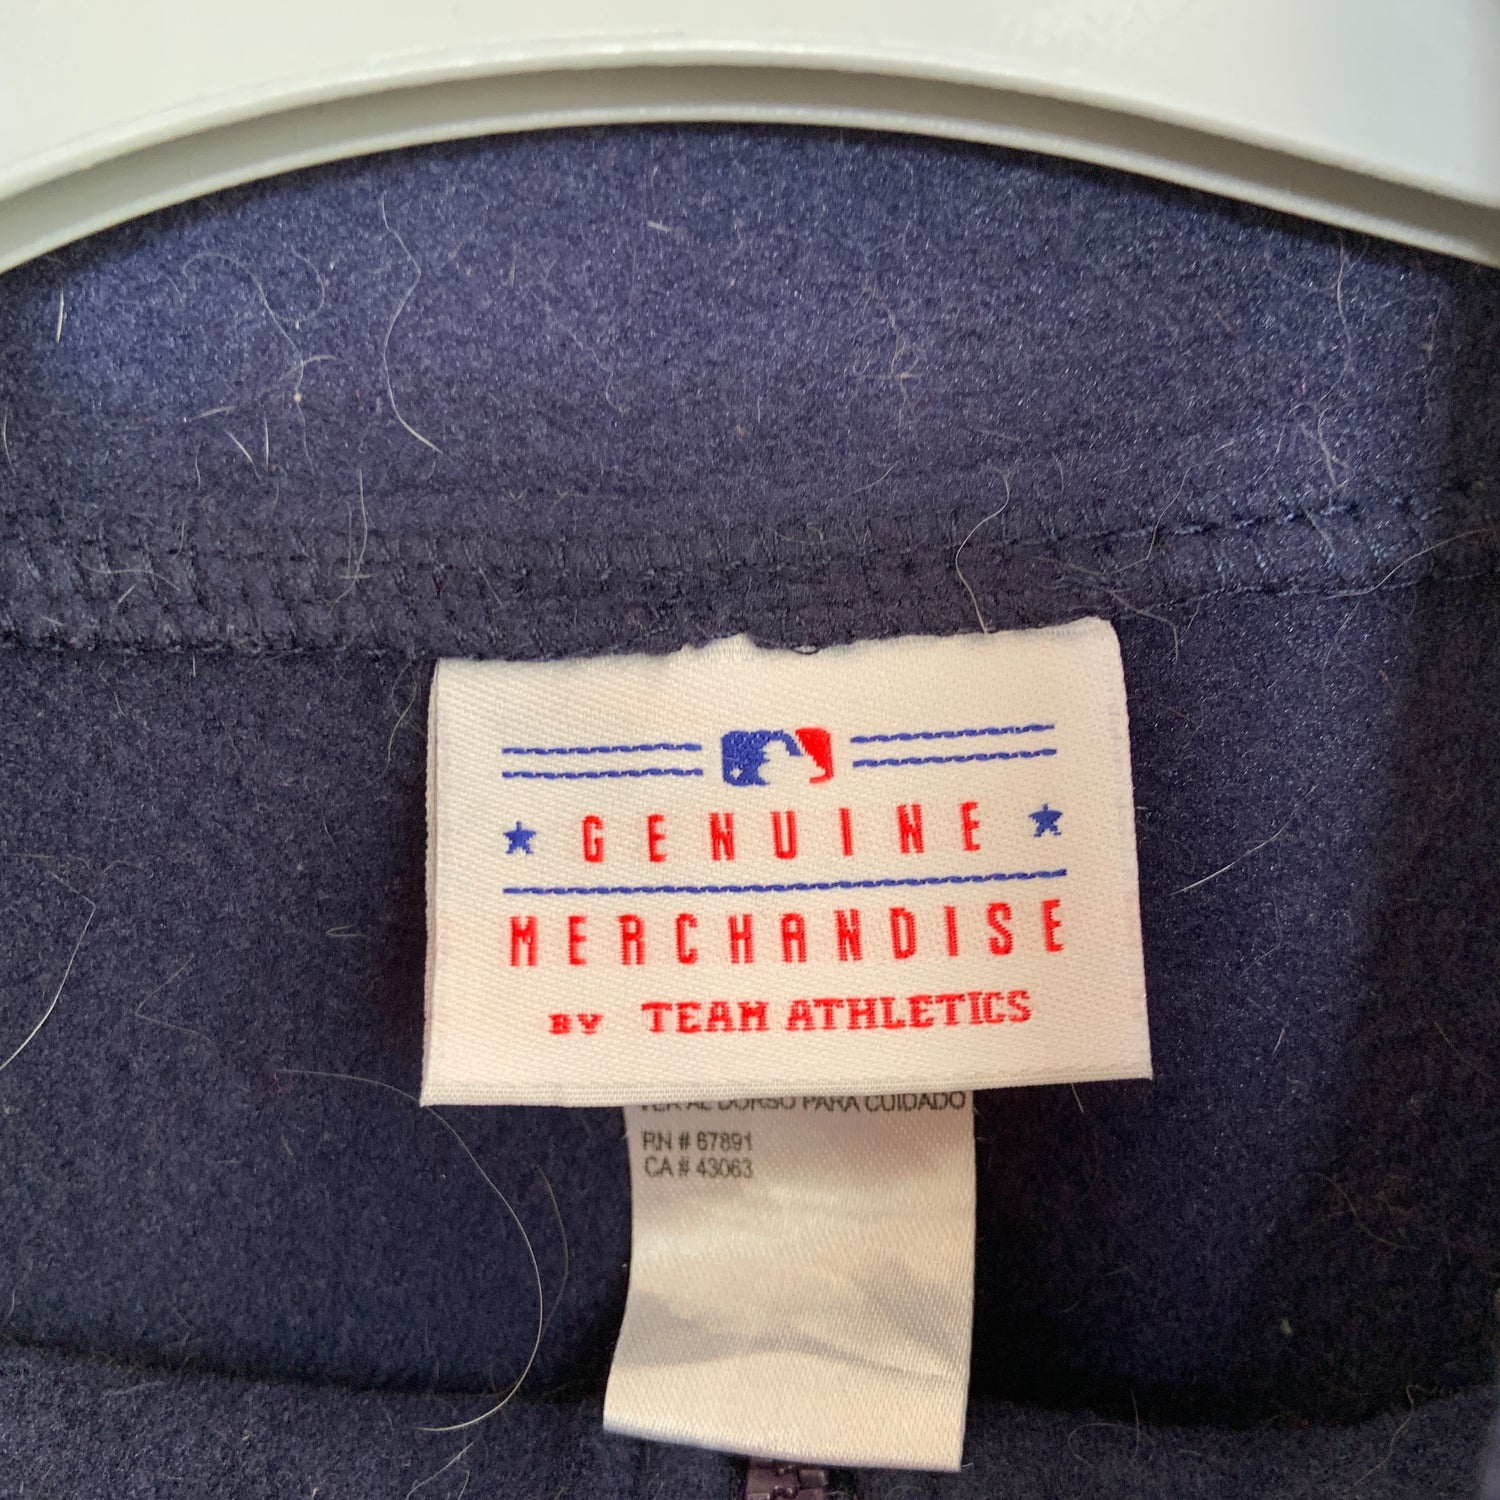 GENUINE
MERCHANDISE
BY TEAM ATHLETICS
VER AL DORSO PARA CUIDADO
RN # 67891
CA # 43063